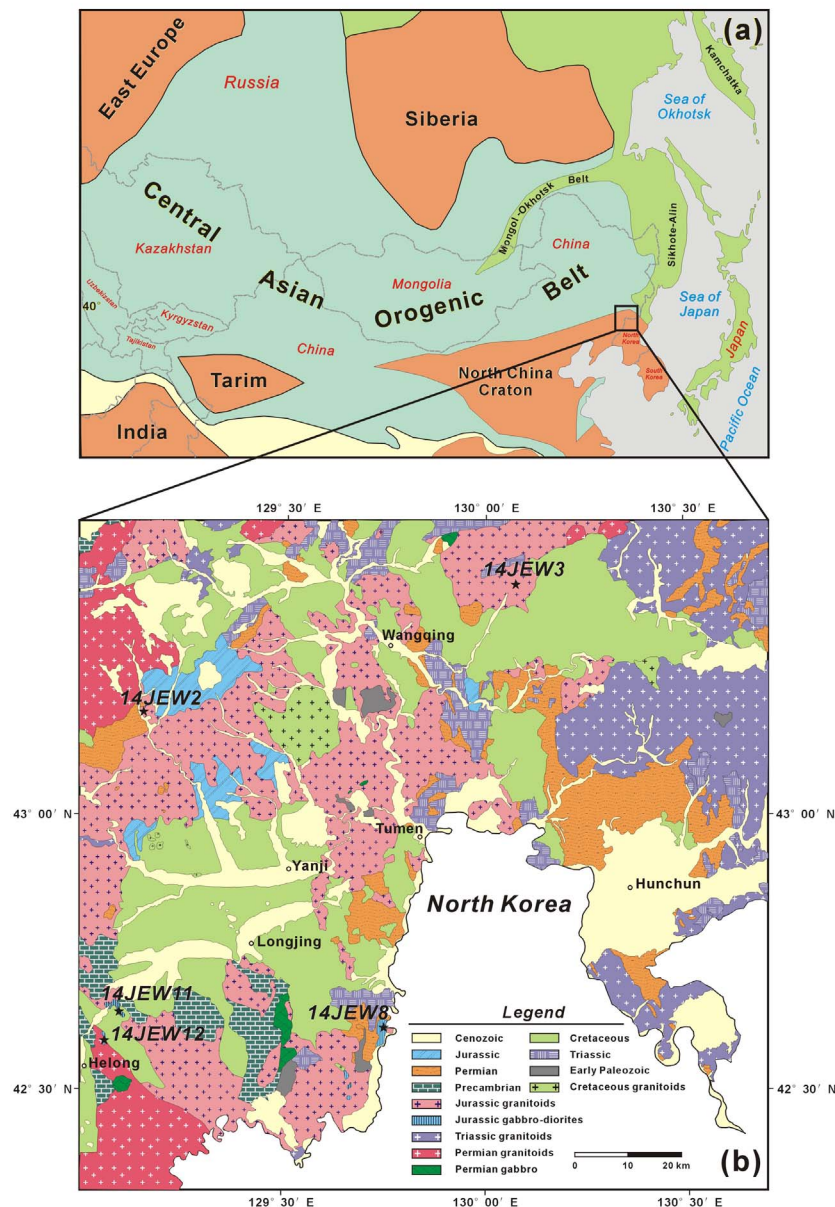 (a)
East Europe
Russia
Siberia
Kamchatka
Sea of
Okhotsk
Central
Asian
Orogenic
Belt
Mongol-Okhotsk
Belt
China
Sikhote-Alin
Kazakhstan
Mongolia
Uzbekistan
40°
Kyrgyzstan
Tajikistan
China
Sea of
Japan
Japan
North
Korea
South
Korea
Tarim
North China
Craton
India
Pacific Ocean
129° 30′ E
130° 00′ E
130° 30′ E
14JEW3
Wangqing
14JEW2
43° 00′ N
43° 00′ N
Tumen
Yanji
Hunchun
North Korea
Longjing
14JEW11
14JEW8
14JEW12
Helong
42° 30′ N
42° 30′ N
Legend
Cenozoic
Cretaceous
Jurassic
Triassic
Permian
Early Paleozoic
Precambrian
Cretaceous granitoids
Jurassic granitoids
Jurassic gabbro-diorites
Triassic granitoids
Permian granitoids
Permian gabbro
0 10 20 km
(b)
129° 30′ E
130° 00′ E
130° 30′ E